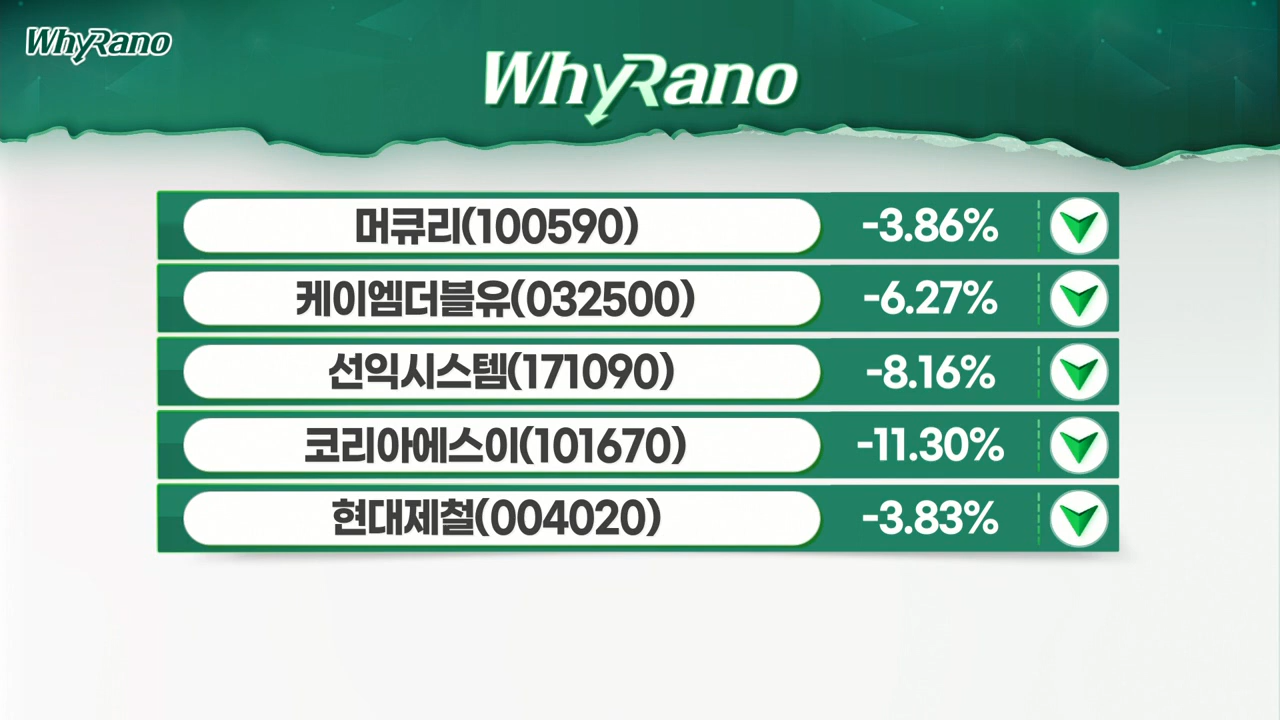 WhyRano
WhyRano
머큐리(100590) -3.86%
케이엠더블유(032500) -6.27%
선익시스템(171090) -8.16%
코리아에스이(101670) -11.30%
현대제철(004020) -3.83%